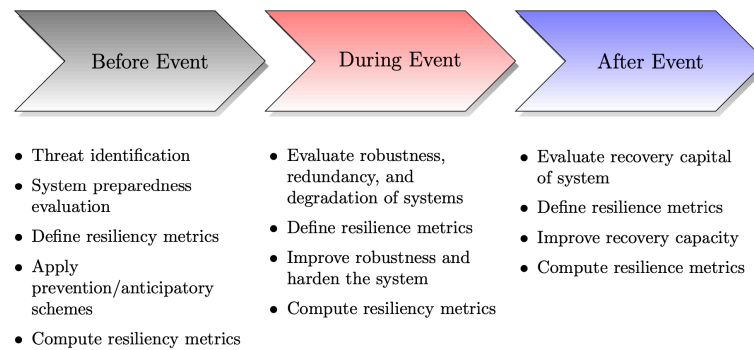 Before Event
During Event
After Event
• Threat identification
• System preparedness
evaluation
• Define resiliency metrics
• Apply
prevention/anticipatory
schemes
• Compute resiliency metrics
• Evaluate robustness,
redundancy, and
degradation of systems
• Define resilience metrics
• Improve robustness and
harden the system
• Compute resiliency metrics
• Evaluate recovery capital
of system
• Define resilience metrics
• Improve recovery capacity
• Compute resilience metrics